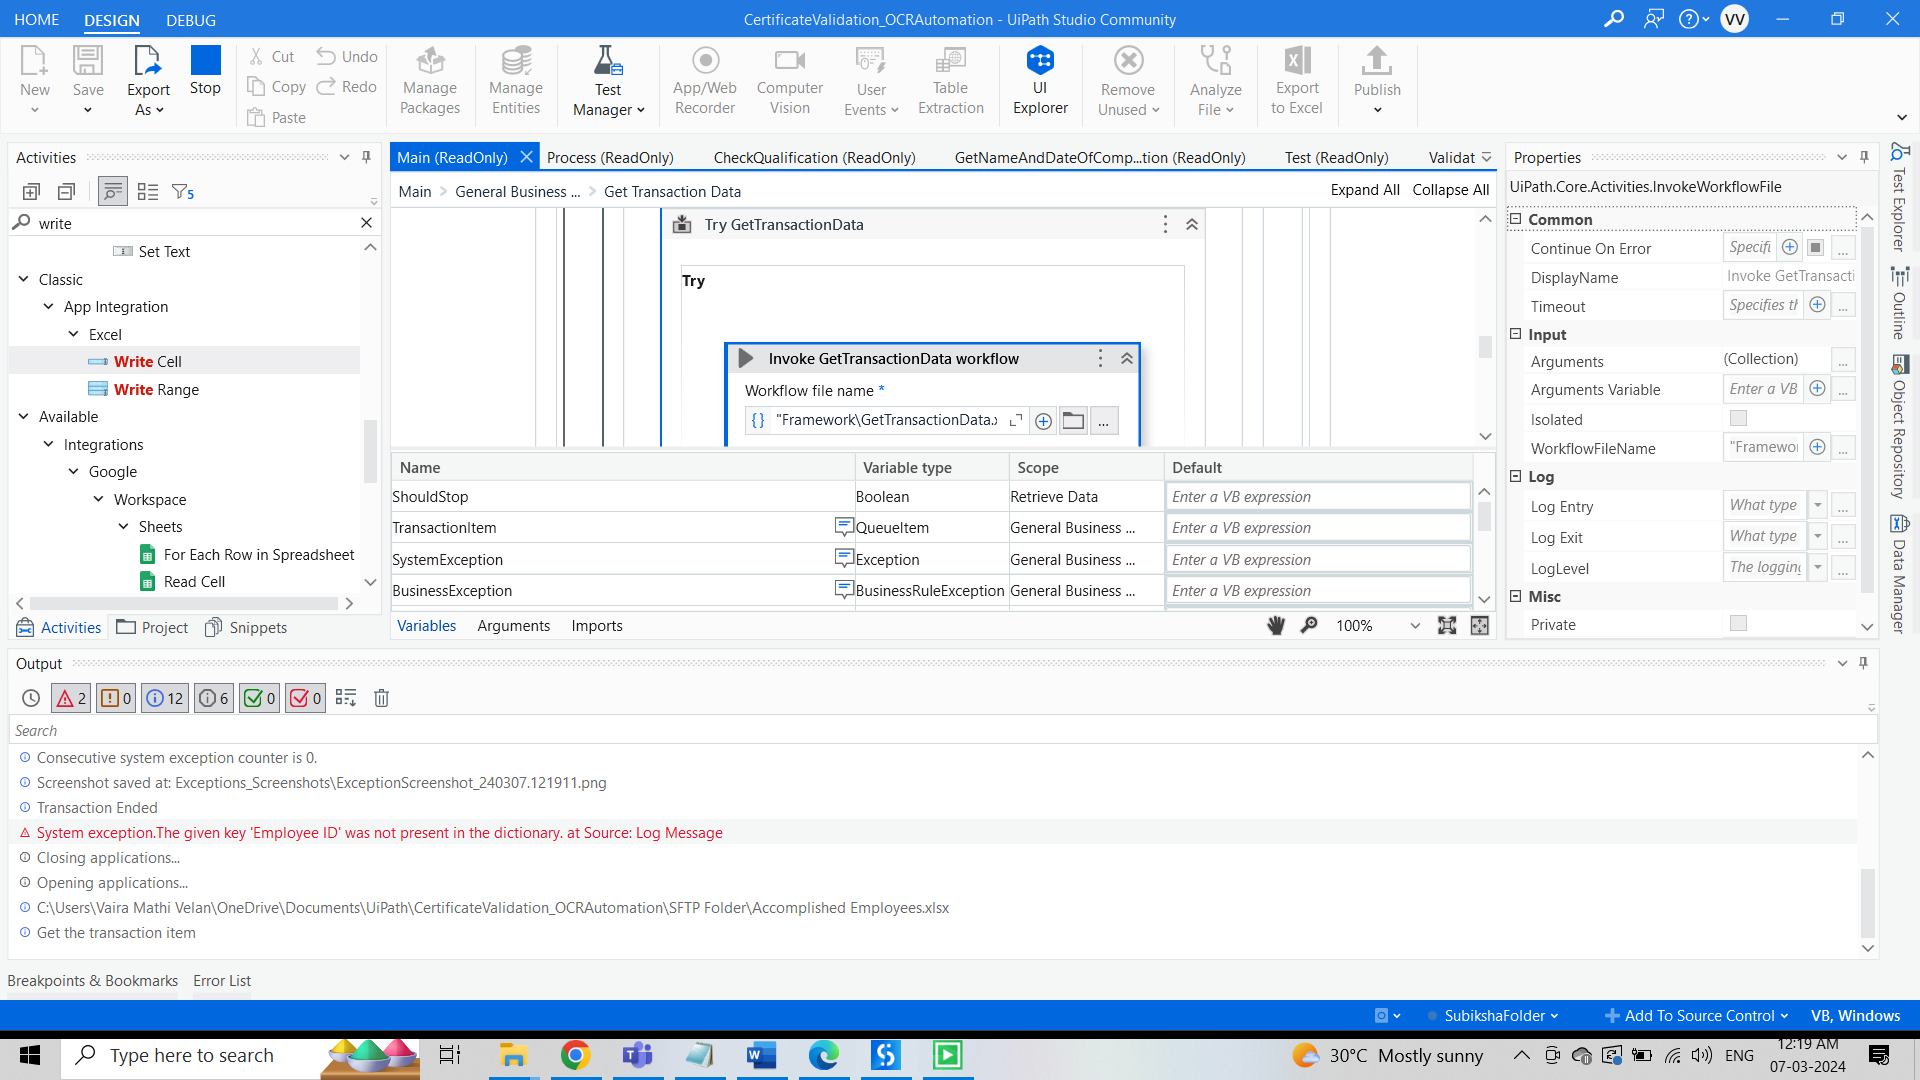 HOME DESIGN DEBUG
CertificateValidation_OCRAutomation - UiPath Studio Community
VV
New
Save
Export As
Stop
Cut
Copy
Paste
Undo
Redo
Manage Packages
Manage Entities
Test Manager
App/Web Recorder
Computer Vision
User Events
Table Extraction
UI Explorer
Remove Unused
Analyze File
Export to Excel
Publish
Activities
5
write
Set Text
Classic
App Integration
Excel
Write Cell
Write Range
Available
Integrations
Google
Workspace
Sheets
For Each Row in Spreadsheet
Read Cell
Activities Project Snippets
Main (ReadOnly) Process (ReadOnly) CheckQualification (ReadOnly) GetNameAndDateOfComp...tion (ReadOnly) Test (ReadOnly) Validat
Main > General Business ... > Get Transaction Data
Expand All Collapse All
Try GetTransactionData
Try
Invoke GetTransactionData workflow
Workflow file name *
{} "Framework\GetTransactionData.x
...
Name Variable type Scope Default
ShouldStop Boolean Retrieve Data Enter a VB expression
TransactionItem QueueItem General Business ... Enter a VB expression
SystemException Exception General Business ... Enter a VB expression
BusinessException BusinessRuleException General Business ... Enter a VB expression
Variables Arguments Imports
100%
Properties
UiPath.Core.Activities.InvokeWorkflowFile
Common
Continue On Error Specifi ...
DisplayName Invoke GetTransacti
Timeout Specifies th ...
Input
Arguments (Collection) ...
Arguments Variable Enter a VB ...
Isolated
WorkflowFileName "Framewor ...
Log
Log Entry What type ...
Log Exit What type ...
LogLevel The logging ...
Misc
Private
Test Explorer
Outline
Object Repository
Data Manager
Output
2 0 12 6 0 0
Search
Consecutive system exception counter is 0.
Screenshot saved at: Exceptions_Screenshots\ExceptionScreenshot_240307.121911.png
Transaction Ended
System exception.The given key 'Employee ID' was not present in the dictionary. at Source: Log Message
Closing applications...
Opening applications...
C:\Users\Vaira Mathi Velan\OneDrive\Documents\UiPath\CertificateValidation_OCRAutomation\SFTP Folder\Accomplished Employees.xlsx
Get the transaction item
Breakpoints & Bookmarks Error List
SubikshaFolder
Add To Source Control
VB, Windows
Type here to search
30°C Mostly sunny
ENG
12:19 AM
07-03-2024